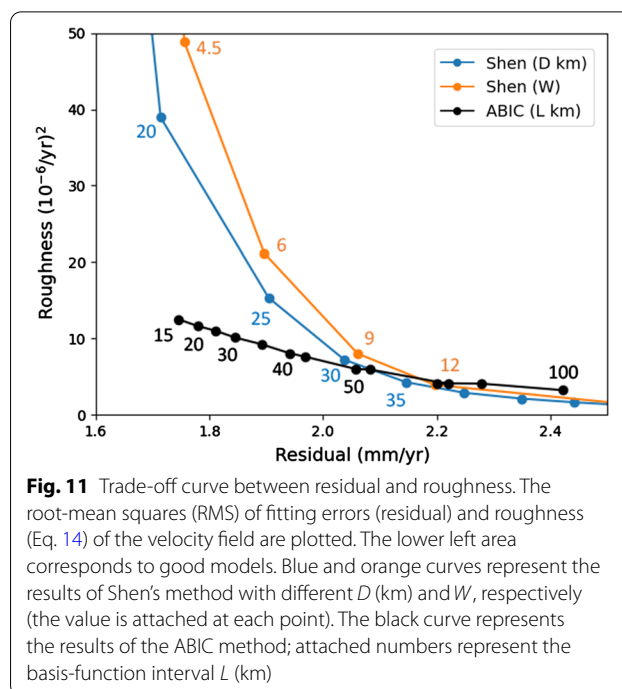 50
40
30
20
10
0
Roughness (10⁻⁶/yr)²
1.6
1.8
2.0
2.2
2.4
Residual (mm/yr)
Shen (D km)
Shen (W)
ABIC (L km)
4.5
20
6
25
9
15
20
30
40
30
50
35
12
100
Fig. 11 Trade-off curve between residual and roughness. The
root-mean squares (RMS) of fitting errors (residual) and roughness
(Eq. 14) of the velocity field are plotted. The lower left area
corresponds to good models. Blue and orange curves represent the
results of Shen's method with different D (km) and W, respectively
(the value is attached at each point). The black curve represents
the results of the ABIC method; attached numbers represent the
basis-function interval L (km)